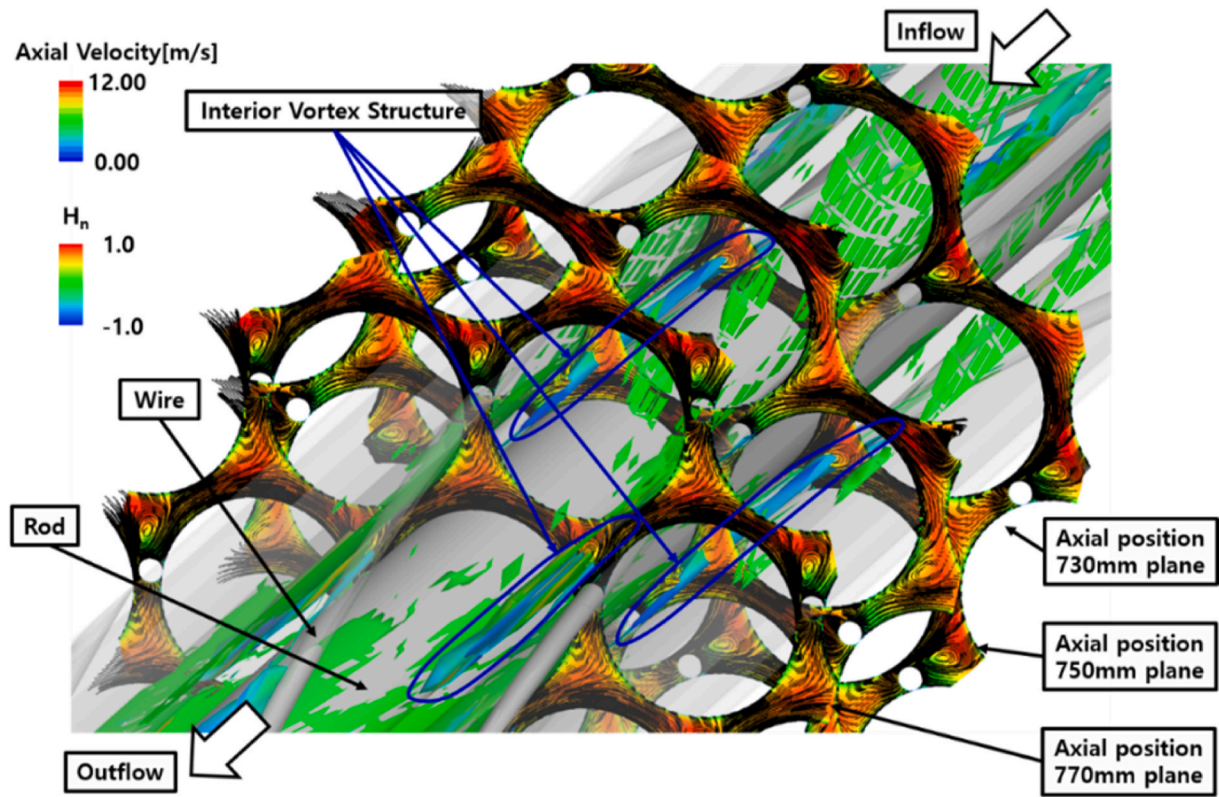 Inflow
Axial Velocity[m/s]
12.00
0.00
Interior Vortex Structure
Hn
1.0
-1.0
Wire
Rod
Axial position
730mm plane
Axial position
750mm plane
Axial position
770mm plane
Outflow